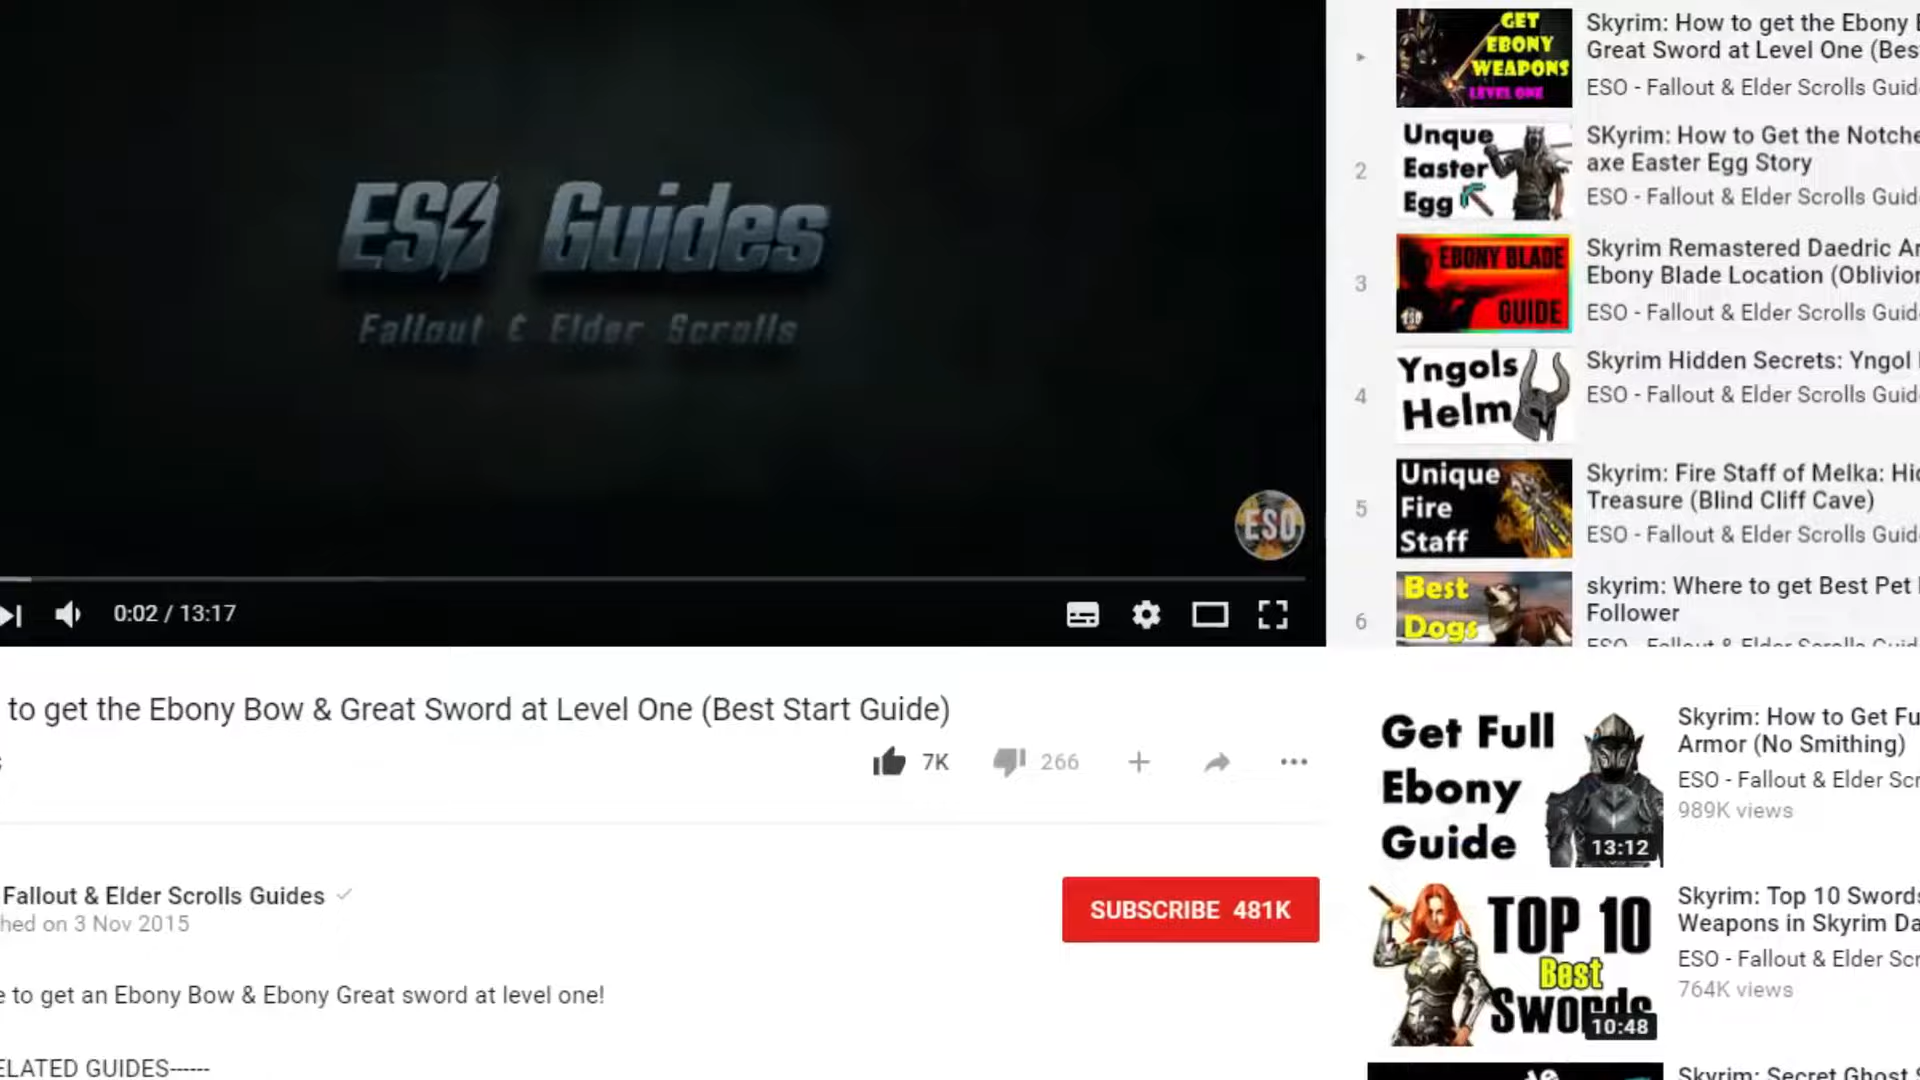 ESO Guides
Fallout & Elder Scrolls
ESO
0:02 / 13:17
to get the Ebony Bow & Great Sword at Level One (Best Start Guide)
7K
266
Fallout & Elder Scrolls Guides
hed on 3 Nov 2015
SUBSCRIBE 481K
e to get an Ebony Bow & Ebony Great sword at level one!
ELATED GUIDES------
GET
EBONY
WEAPONS
LEVEL ONE
Skyrim: How to get the Ebony
Great Sword at Level One (Bes
ESO - Fallout & Elder Scrolls Guid
2
Unque
Easter
Egg
SKyrim: How to Get the Notche
axe Easter Egg Story
ESO - Fallout & Elder Scrolls Guid
3
EBONY BLADE
GUIDE
ESO
Skyrim Remastered Daedric Ar
Ebony Blade Location (Oblivion
ESO - Fallout & Elder Scrolls Guid
4
Yngols
Helm
Skyrim Hidden Secrets: Yngol
ESO - Fallout & Elder Scrolls Guid
5
Unique
Fire
Staff
Skyrim: Fire Staff of Melka: Hid
Treasure (Blind Cliff Cave)
ESO - Fallout & Elder Scrolls Guid
6
Best
Dogs
skyrim: Where to get Best Pet
Follower
ESO - Fallout & Elder Scrolls Guid
Get Full
Ebony
Guide
13:12
Skyrim: How to Get Fu
Armor (No Smithing)
ESO - Fallout & Elder Scr
989K views
TOP 10
Best
Swords
10:48
Skyrim: Top 10 Swords
Weapons in Skyrim Da
ESO - Fallout & Elder Scr
764K views
Skyrim: Secret Ghost S